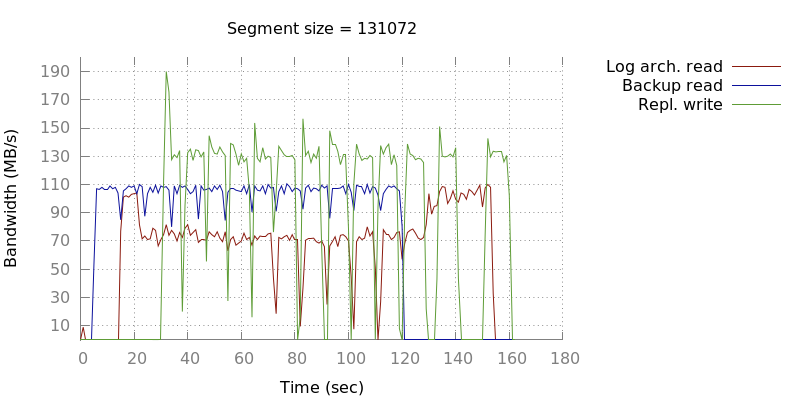 Segment size = 131072
Log arch. read
Backup read
Repl. write
Bandwidth (MB/s)
190
170
150
130
110
90
70
50
30
10
0 20 40 60 80 100 120 140 160 180
Time (sec)